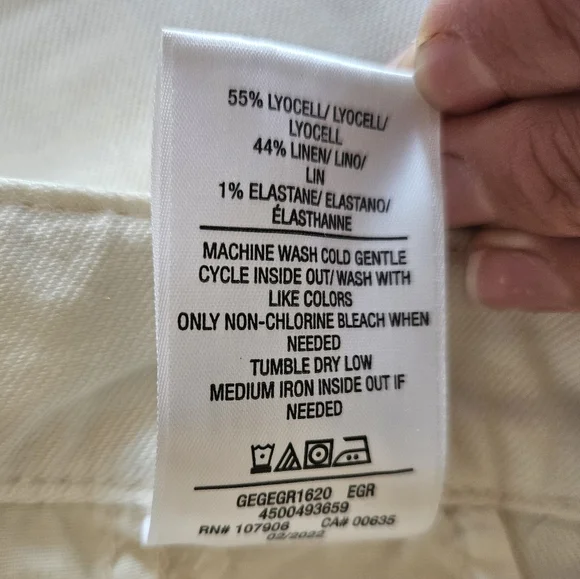 55% LYOCELL/ LYOCELL/
LYOCELL
44% LINEN/ LINO/
LIN
1% ELASTANE/ ELASTANO/
ÉLASTHANNE
MACHINE WASH COLD GENTLE
CYCLE INSIDE OUT/ WASH WITH
LIKE COLORS
ONLY NON-CHLORINE BLEACH WHEN
NEEDED
TUMBLE DRY LOW
MEDIUM IRON INSIDE OUT IF
NEEDED
GEGEGR1620 EGR
4500493659
RN# 107906 CA# 00635
02/2022